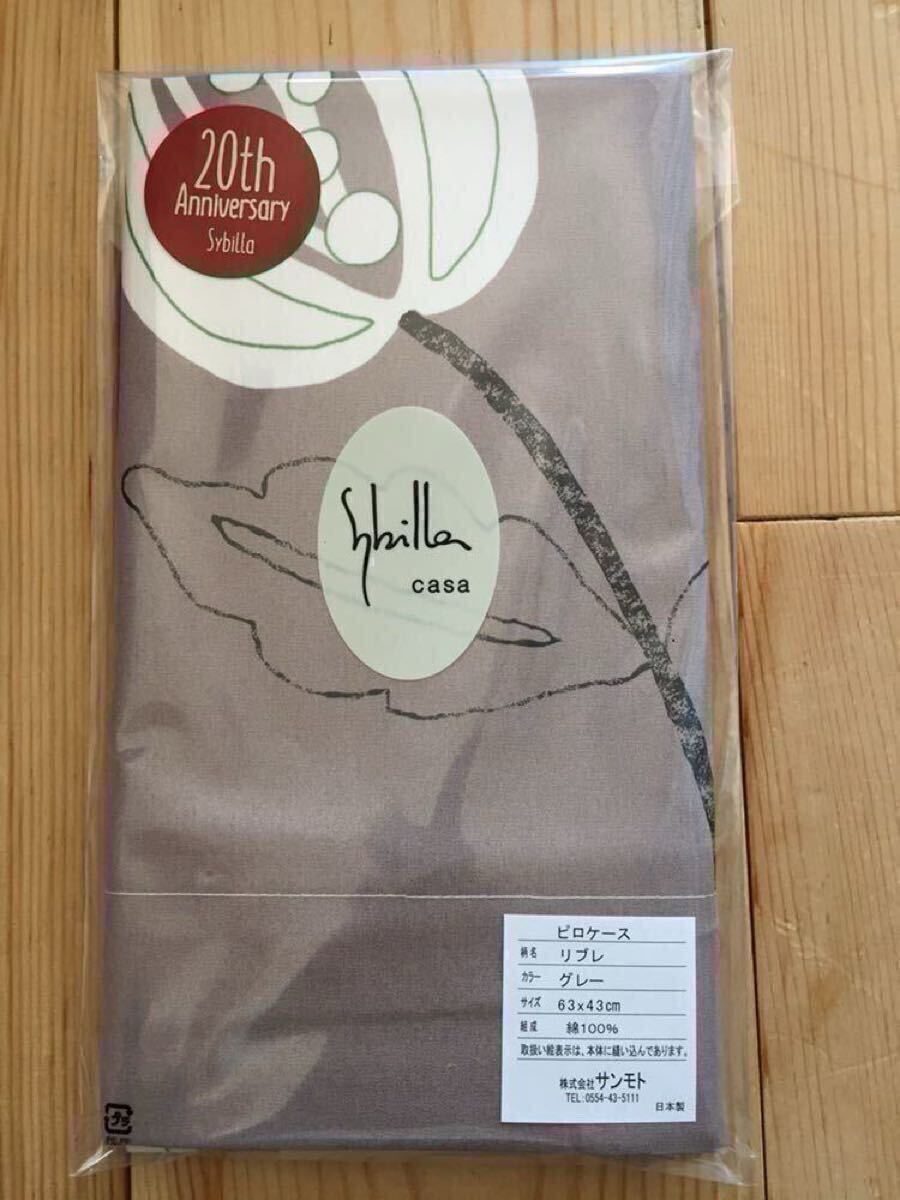 20th
Anniversary
Sybilla
Sybilla
casa
ピロケース
柄名 リブレ
カラー グレー
サイズ 63x43cm
組成 綿100%
取扱い絵表示は、本体に縫い込んであります。
株式会社サンモト
TEL:0554-43-5111
日本製
プラ